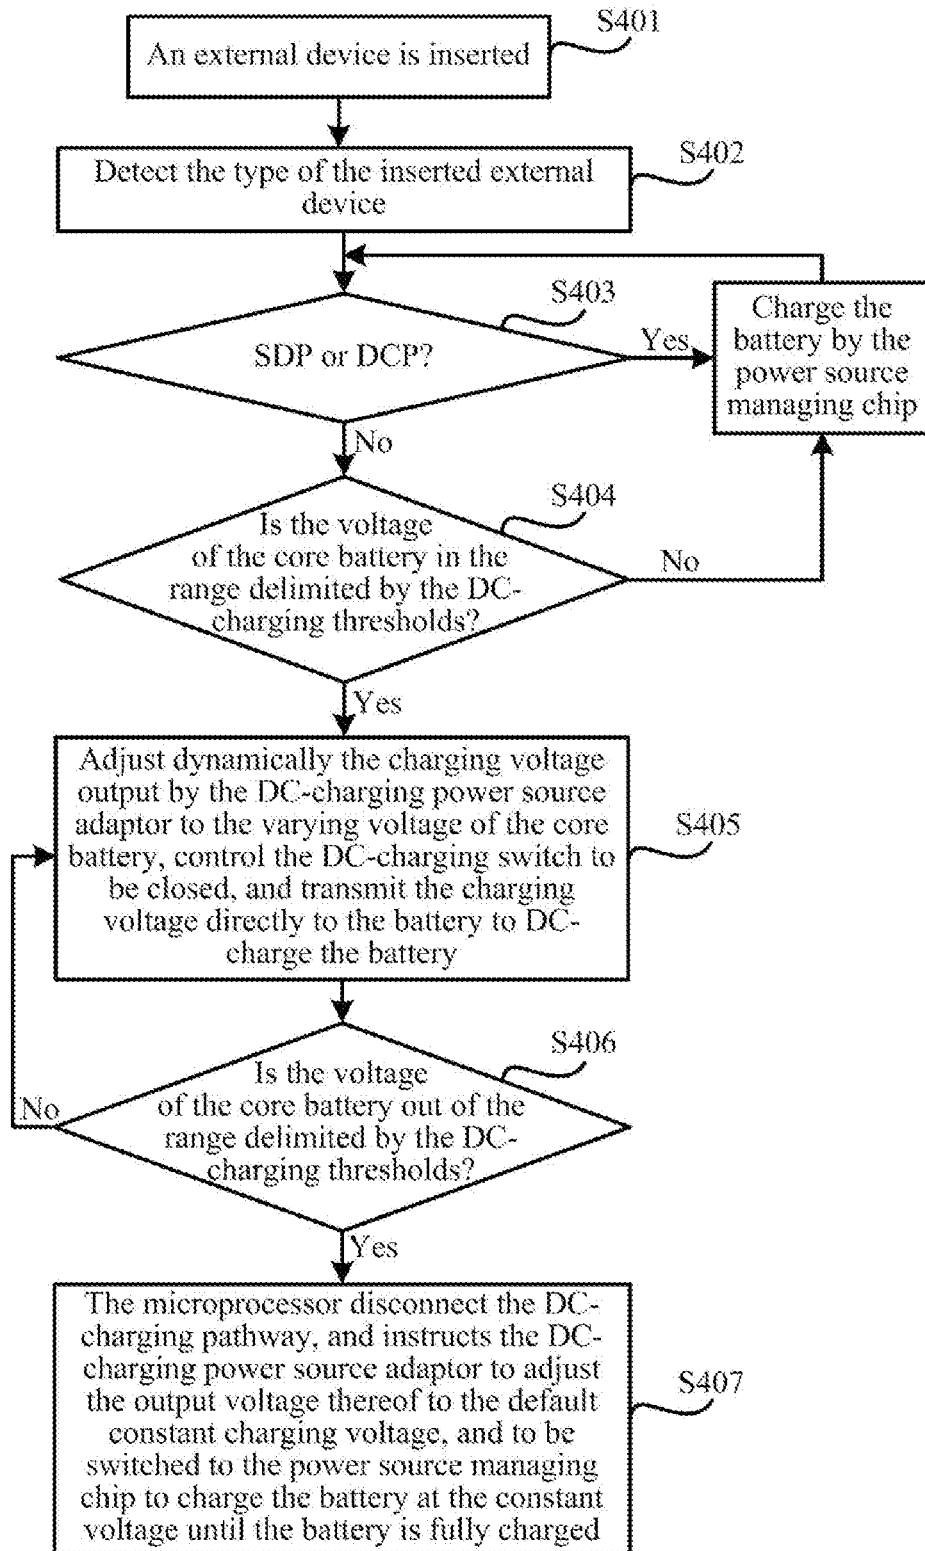 S401
An external device is inserted
S402
Detect the type of the inserted external
device
S403
SDP or DCP?
Yes
Charge the
battery by the
power source
managing chip
No
S404
Is the voltage
of the core battery in the
range delimited by the DC-
charging thresholds?
No
Yes
Adjust dynamically the charging voltage
output by the DC-charging power source
adaptor to the varying voltage of the core
battery, control the DC-charging switch to
be closed, and transmit the charging
voltage directly to the battery to DC-
charge the battery
S405
S406
Is the voltage
of the core battery out of the
range delimited by the DC-
charging thresholds?
No
Yes
The microprocessor disconnect the DC-
charging pathway, and instructs the DC-
charging power source adaptor to adjust
the output voltage thereof to the default
constant charging voltage, and to be
switched to the power source managing
chip to charge the battery at the constant
voltage until the battery is fully charged
S407